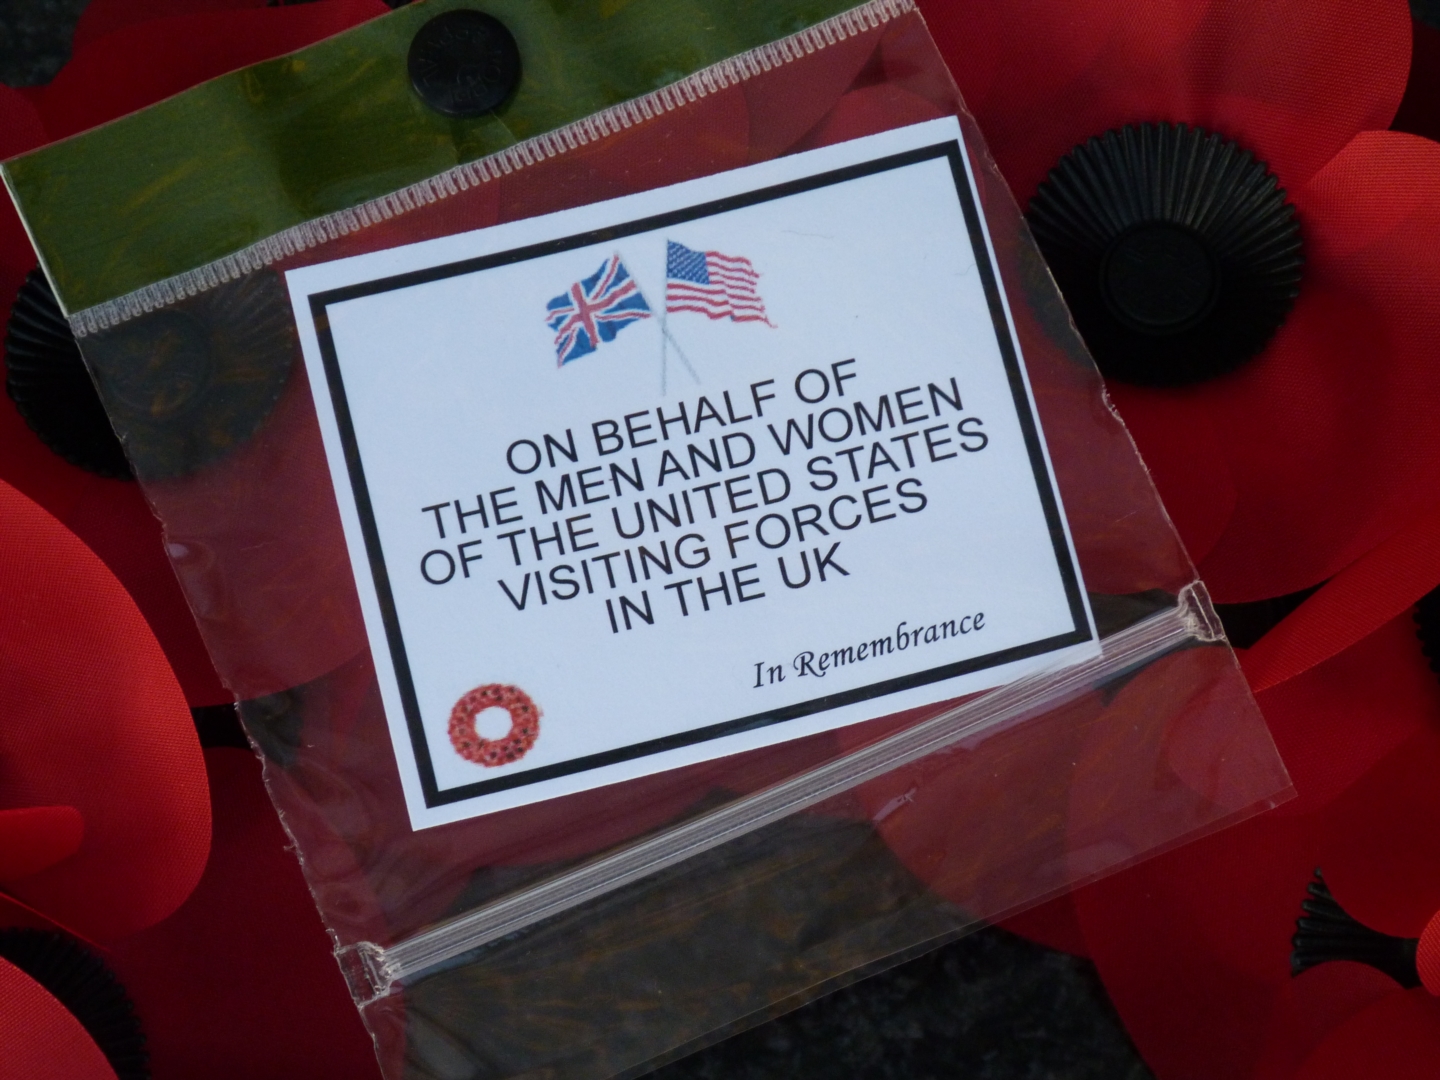 ON BEHALF OF
THE MEN AND WOMEN
OF THE UNITED STATES
VISITING FORCES
IN THE UK
In Remembrance